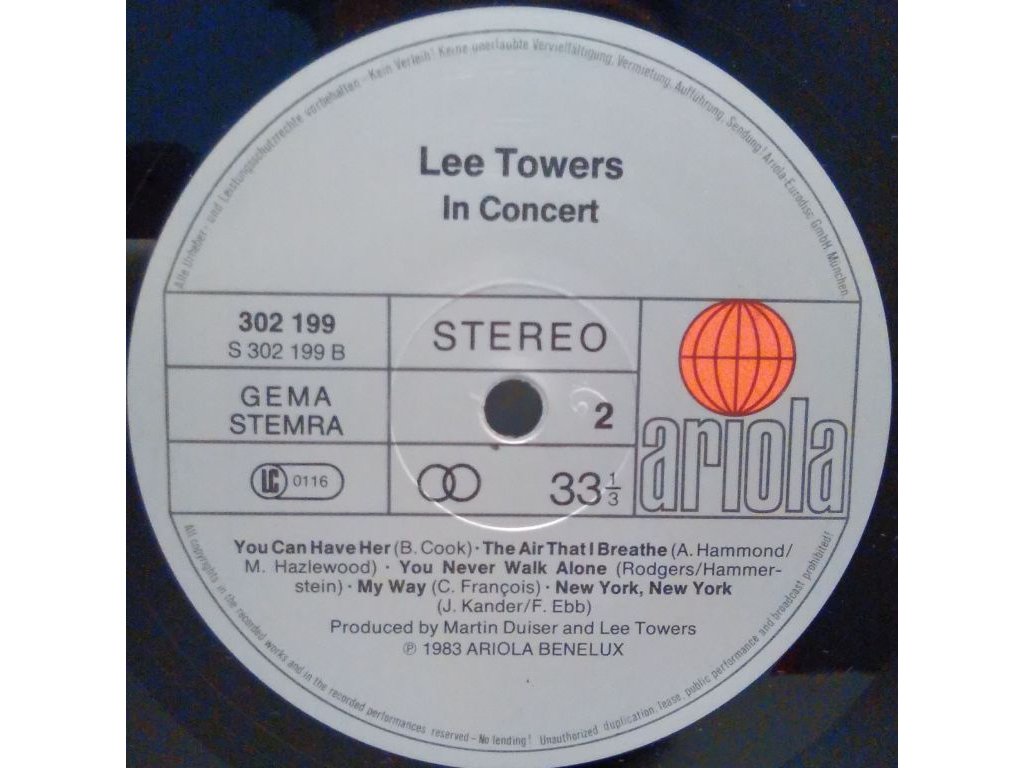 Alle Urheber- und Leistungsschutzrechte vorbehalten - Kein Verleih! Keine unerlaubte Vervielfältigung, Vermietung, Aufführung, Sendung! Ariola-Eurodisc GmbH, München
Lee Towers
In Concert
302 199
S 302 199 B
STEREO
GEMA
STEMRA
2
LC 0116
33 1/3
ariola
You Can Have Her (B. Cook) · The Air That I Breathe (A. Hammond/
M. Hazlewood) · You Never Walk Alone (Rodgers/Hammer-
stein) · My Way (C. François) · New York, New York
(J. Kander/F. Ebb)
Produced by Martin Duiser and Lee Towers
℗ 1983 ARIOLA BENELUX
All copyrights in the recorded works and in the recorded performances reserved - No lending! Unauthorized duplication, lease, public performance and broadcast prohibited!